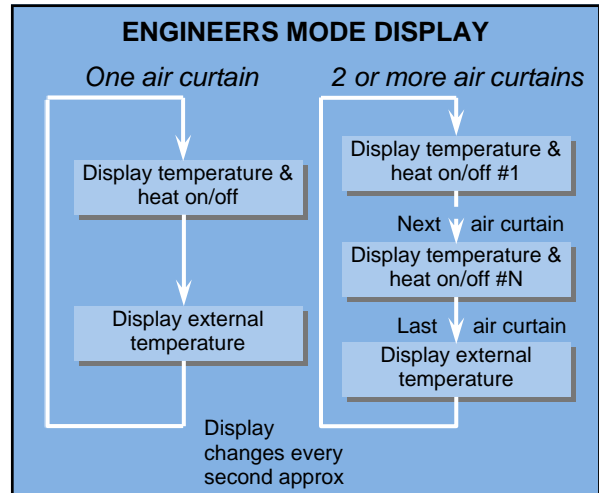 ENGINEERS MODE DISPLAY
One air curtain
Display temperature &
heat on/off
Display external
temperature
2 or more air curtains
Display temperature &
heat on/off #1
Next air curtain
Display temperature &
heat on/off #N
Last air curtain
Display external
temperature
Display
changes every
second approx